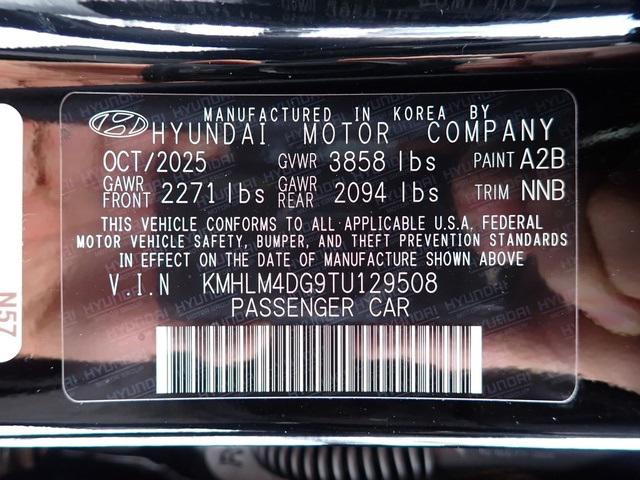 MANUFACTURED IN KOREA BY
HYUNDAI MOTOR COMPANY
OCT/2025 GVWR 3858 lbs PAINT A2B
GAWR FRONT 2271 lbs GAWR REAR 2094 lbs TRIM NNB
THIS VEHICLE CONFORMS TO ALL APPLICABLE U.S.A. FEDERAL
MOTOR VEHICLE SAFETY, BUMPER, AND THEFT PREVENTION STANDARDS
IN EFFECT ON THE DATE OF MANUFACTURE SHOWN ABOVE
V.I.N KMHLM4DG9TU129508
PASSENGER CAR
N57